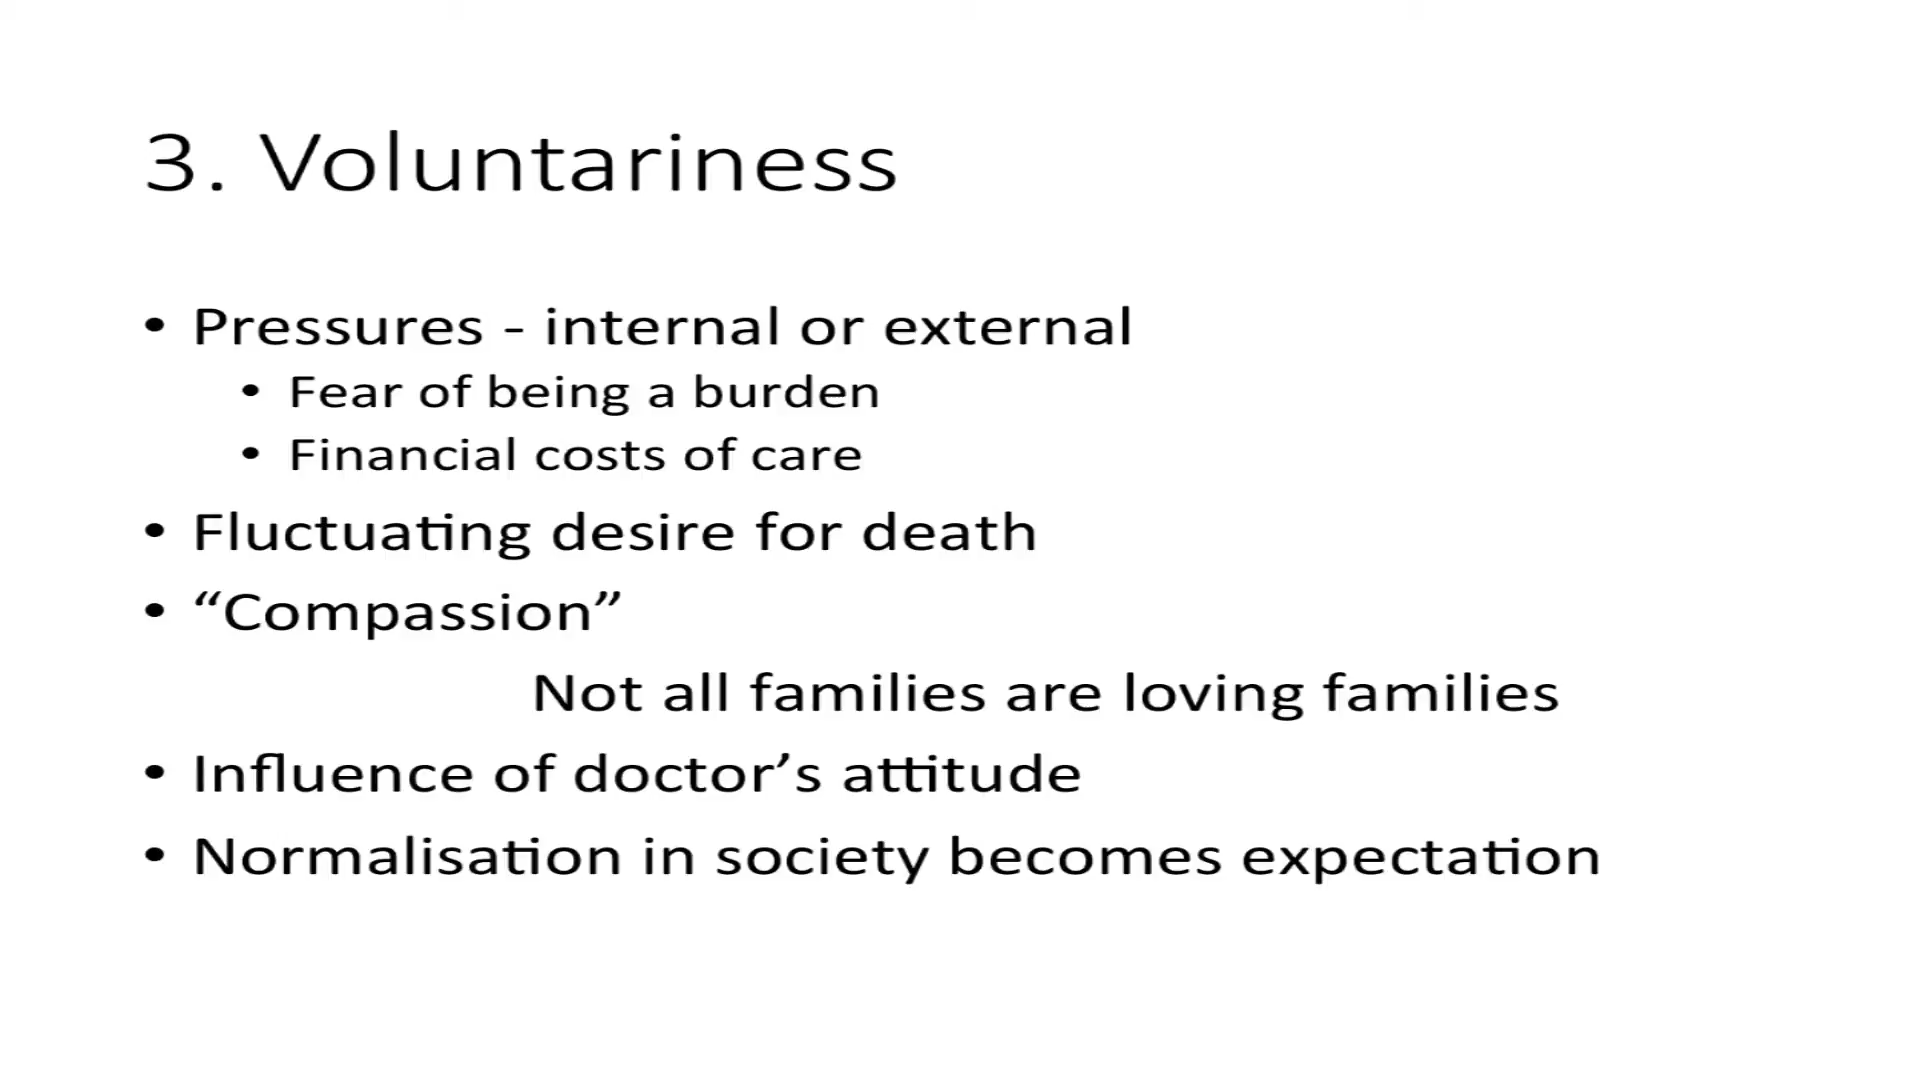 3. Voluntariness
• Pressures - internal or external
• Fear of being a burden
• Financial costs of care
• Fluctuating desire for death
• “Compassion”
Not all families are loving families
• Influence of doctor’s attitude
• Normalisation in society becomes expectation